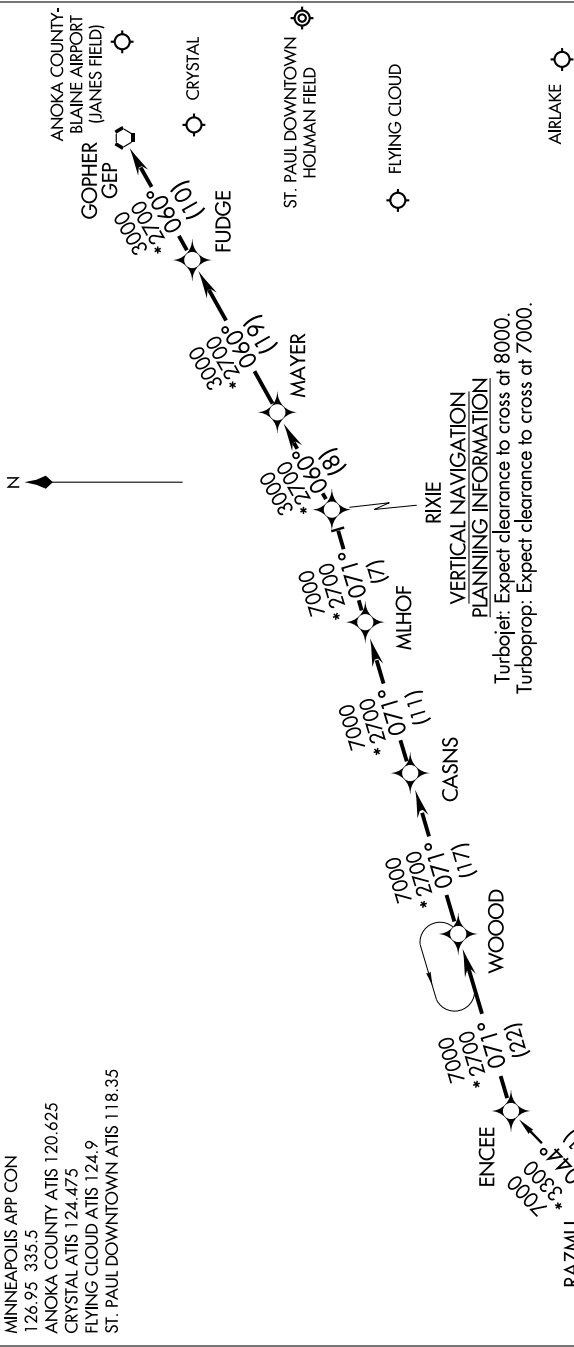 MINNEAPOLIS APP CON
126.95 335.5
ANOKA COUNTY ATIS 120.625
CRYSTAL ATIS 124.475
FLYING CLOUD ATIS 124.9
ST. PAUL DOWNTOWN ATIS 118.35
N
ANOKA COUNTY-
BLAINE AIRPORT
(JANES FIELD)
CRYSTAL
ST. PAUL DOWNTOWN
HOLMAN FIELD
FLYING CLOUD
AIRLAKE
GOPHER
GEP
3000
*2700
060°
(10)
FUDGE
3000
*2700
060°
(19)
MAYER
3000
*2700
060°
(8)
RIXIE
VERTICAL NAVIGATION
PLANNING INFORMATION
Turbojet: Expect clearance to cross at 8000.
Turboprop: Expect clearance to cross at 7000.
7000
*2700
071°
(7)
MLHOF
7000
*2700
071°
(11)
CASNS
7000
*2700
071°
(17)
WOOOD
7000
*2700
071°
(22)
ENCEE
7000
*3300
044°